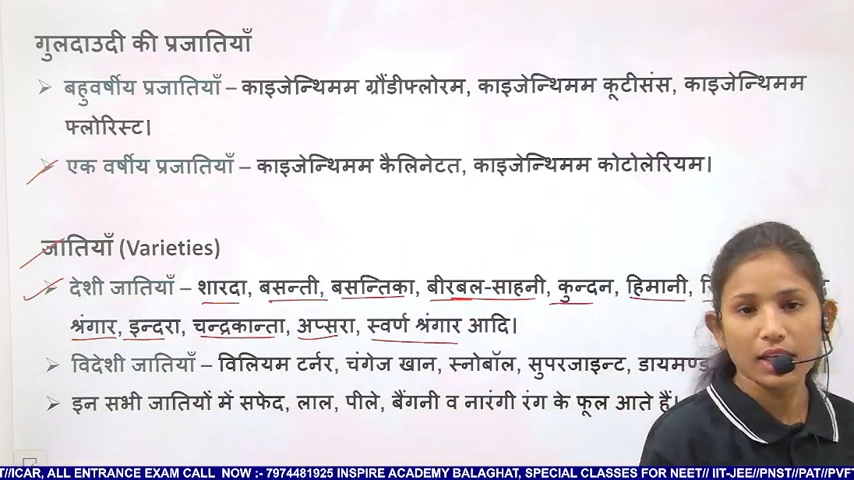 गुलदाउदी की प्रजातियाँ
बहुवर्षीय प्रजातियाँ – काइजेन्थिमम ग्रौंडीफ्लोरम, काइजेन्थिमम कूटीसंस, काइजेन्थिमम
फ्लोरिस्ट।
एक वर्षीय प्रजातियाँ – काइजेन्थिमम कैलिनेटत, काइजेन्थिमम कोटोलेरियम।
जातियाँ (Varieties)
देशी जातियाँ – शारदा, बसन्ती, बसन्तिका, बीरबल-साहनी, कुन्दन, हिमानी,
श्रंगार, इन्दरा, चन्द्रकान्ता, अप्सरा, स्वर्ण श्रंगार आदि।
विदेशी जातियाँ – विलियम टर्नर, चंगेज खान, स्नोबॉल, सुपरजाइन्ट, डायमण्ड
इन सभी जातियों में सफेद, लाल, पीले, बैंगनी व नारंगी रंग के फूल आते हैं।
T//ICAR, ALL ENTRANCE EXAM CALL NOW :- 7974481925 INSPIRE ACADEMY BALAGHAT, SPECIAL CLASSES FOR NEET// IIT-JEE//PNST//PAT//PVFT